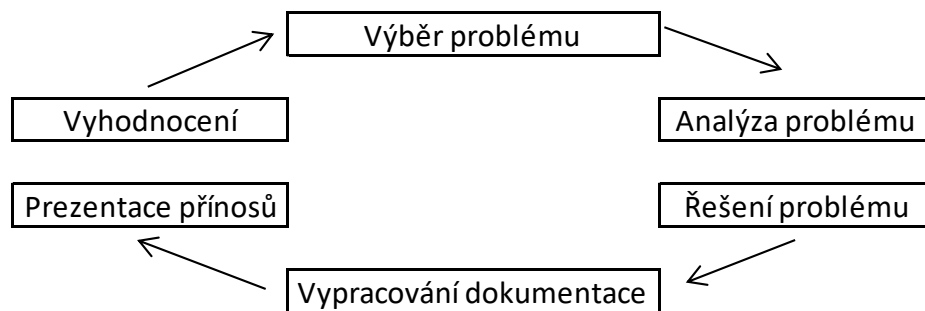 Výběr problému
Vyhodnocení
Analýza problému
Prezentace přínosů
Řešení problému
Vypracování dokumentace